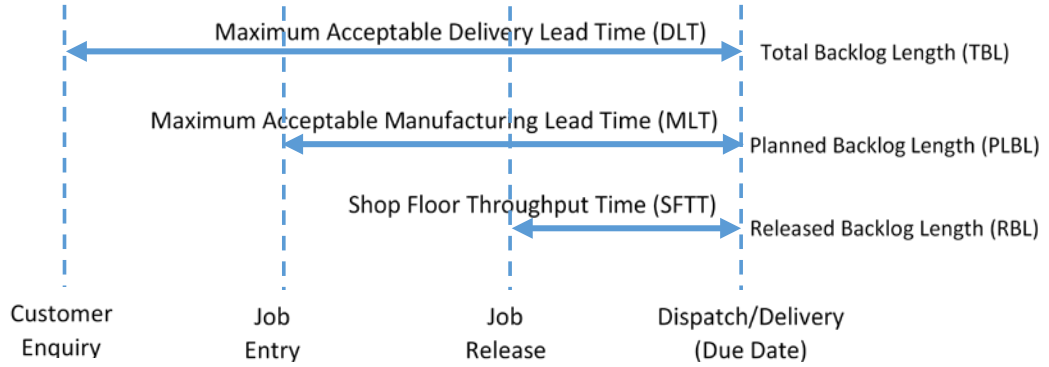 Maximum Acceptable Delivery Lead Time (DLT)
Total Backlog Length (TBL)
Maximum Acceptable Manufacturing Lead Time (MLT)
Planned Backlog Length (PLBL)
Shop Floor Throughput Time (SFTT)
Released Backlog Length (RBL)
Customer
Enquiry
Job
Entry
Job
Release
Dispatch/Delivery
(Due Date)